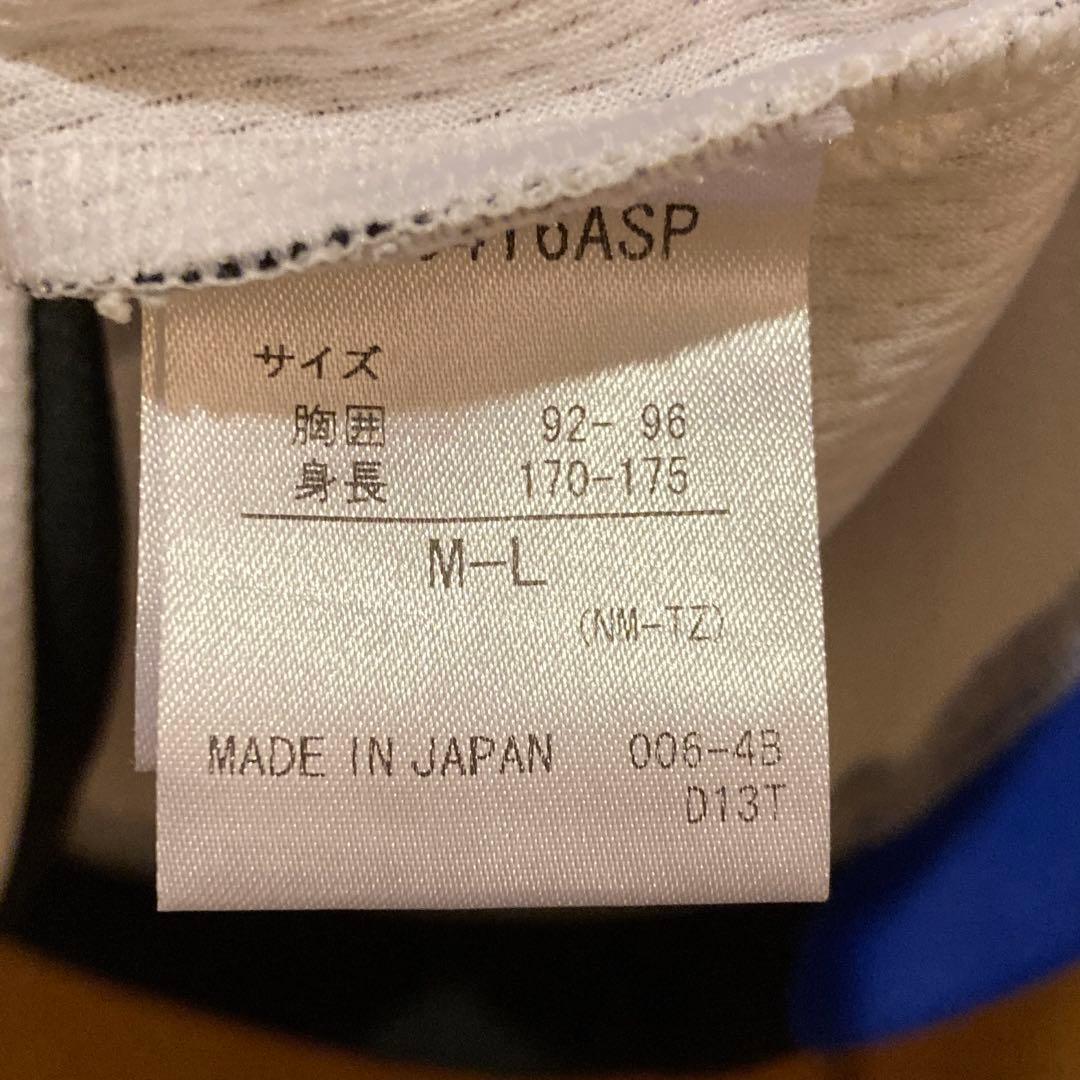 6ASP
サイズ
胸囲 92- 96
身長 170-175
M-L
(NM-TZ)
MADE IN JAPAN 006-4B
D13T